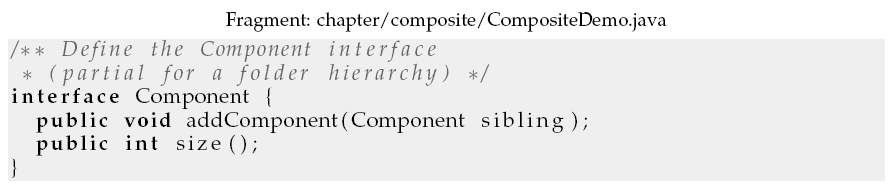 Fragment: chapter/composite/CompositeDemo.java
/** Define the Component interface
 * (partial for a folder hierarchy) */
interface Component {
  public void addComponent(Component sibling);
  public int size();
}